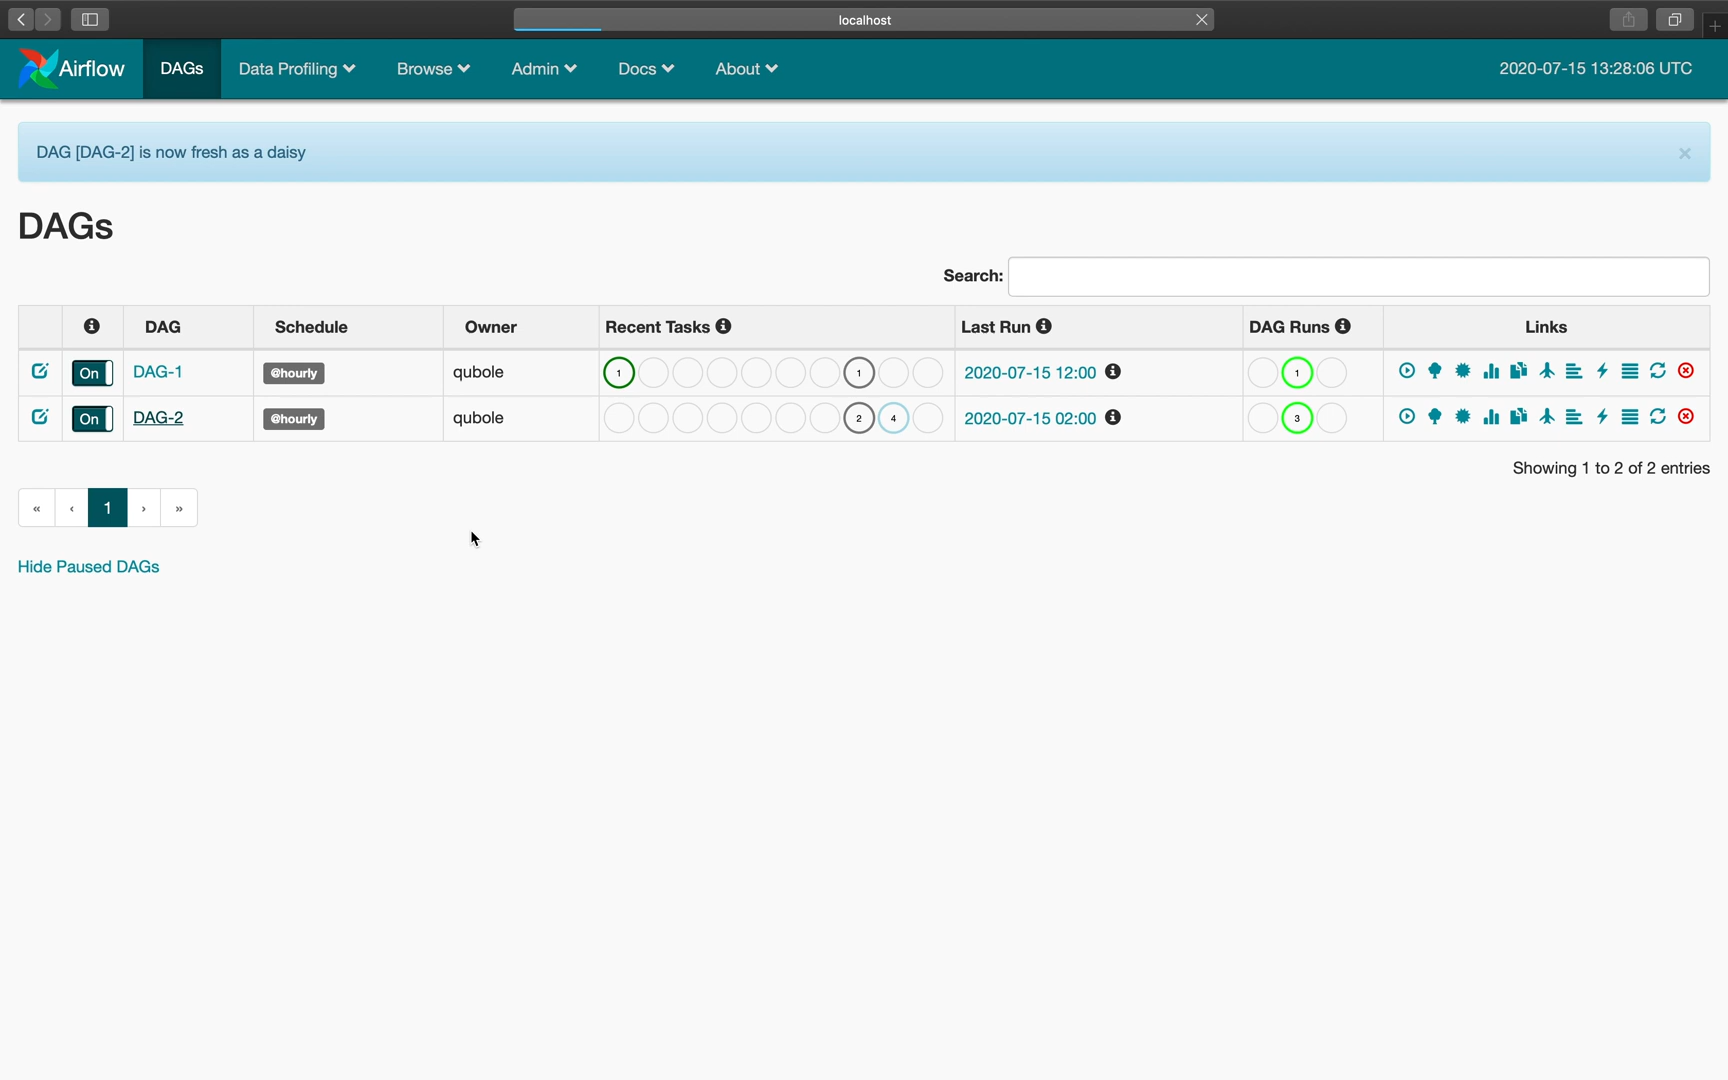 localhost
Airflow DAGs Data Profiling Browse Admin Docs About 2020-07-15 13:28:06 UTC
DAG [DAG-2] is now fresh as a daisy ×
DAGs
Search:
DAG Schedule Owner Recent Tasks Last Run DAG Runs Links
On DAG-1 @hourly qubole 1 1 2020-07-15 12:00 1
On DAG-2 @hourly qubole 2 4 2020-07-15 02:00 3
Showing 1 to 2 of 2 entries
« ‹ 1 › »
Hide Paused DAGs